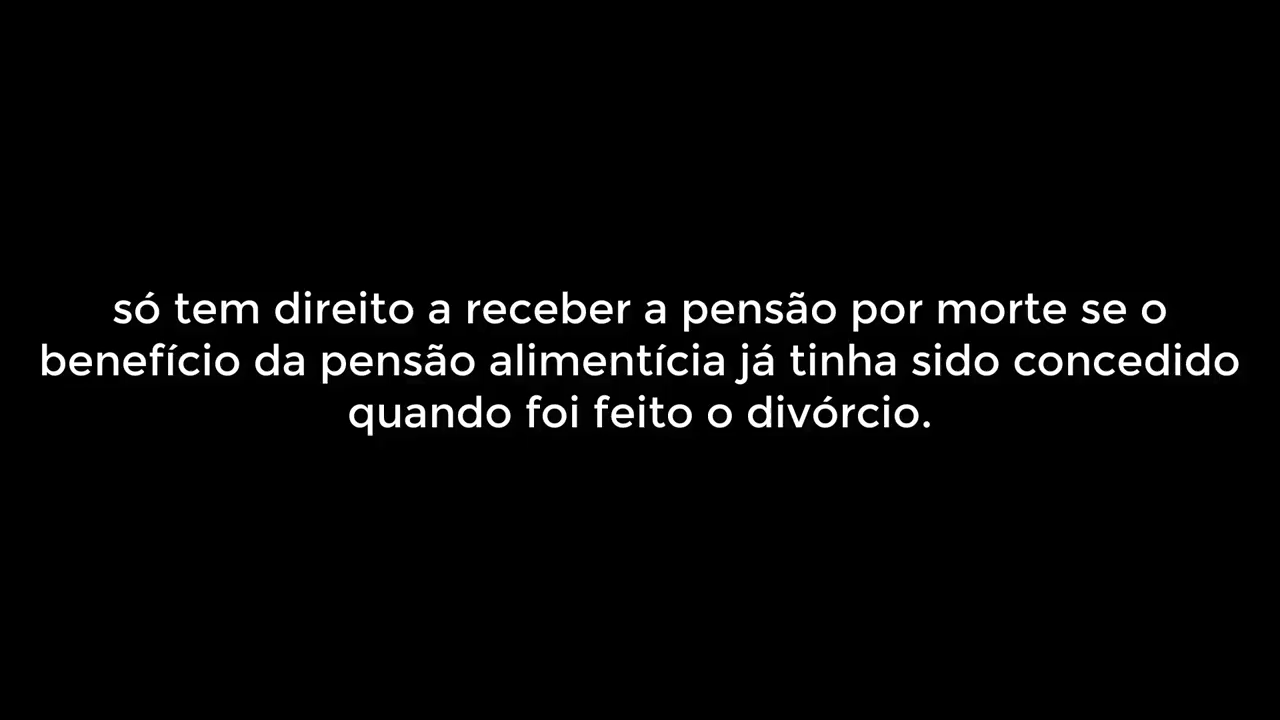 só tem direito a receber a pensão por morte se o
benefício da pensão alimentícia já tinha sido concedido
quando foi feito o divórcio.